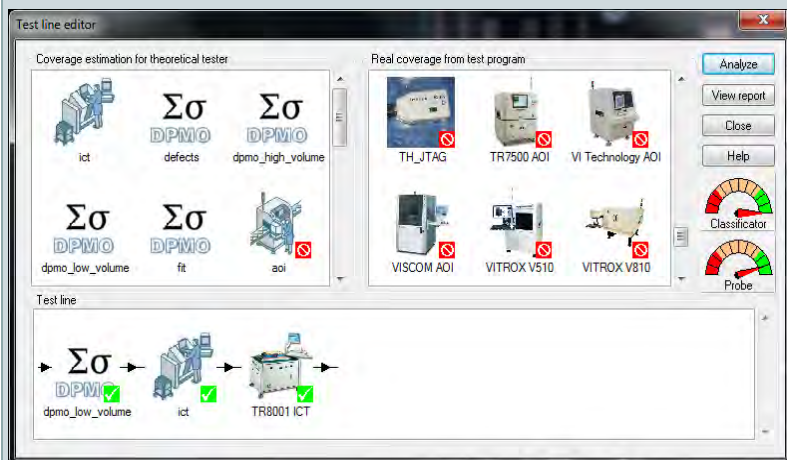 Test line editor
Coverage estimation for theoretical tester
Real coverage from test program
Analyze
View report
Close
Help
Σσ
DPMO
Σσ
DPMO
ict
defects
dpmo_high_volume
Σσ
DPMO
Σσ
DPMO
dpmo_low_volume
fit
aoi
TH_JTAG
TR7500 AOI
VI Technology AOI
VISCOM AOI
VITROX V510
VITROX V810
Classificator
Probe
Test line
Σσ
DPMO
dpmo_low_volume
ict
TR8001 ICT